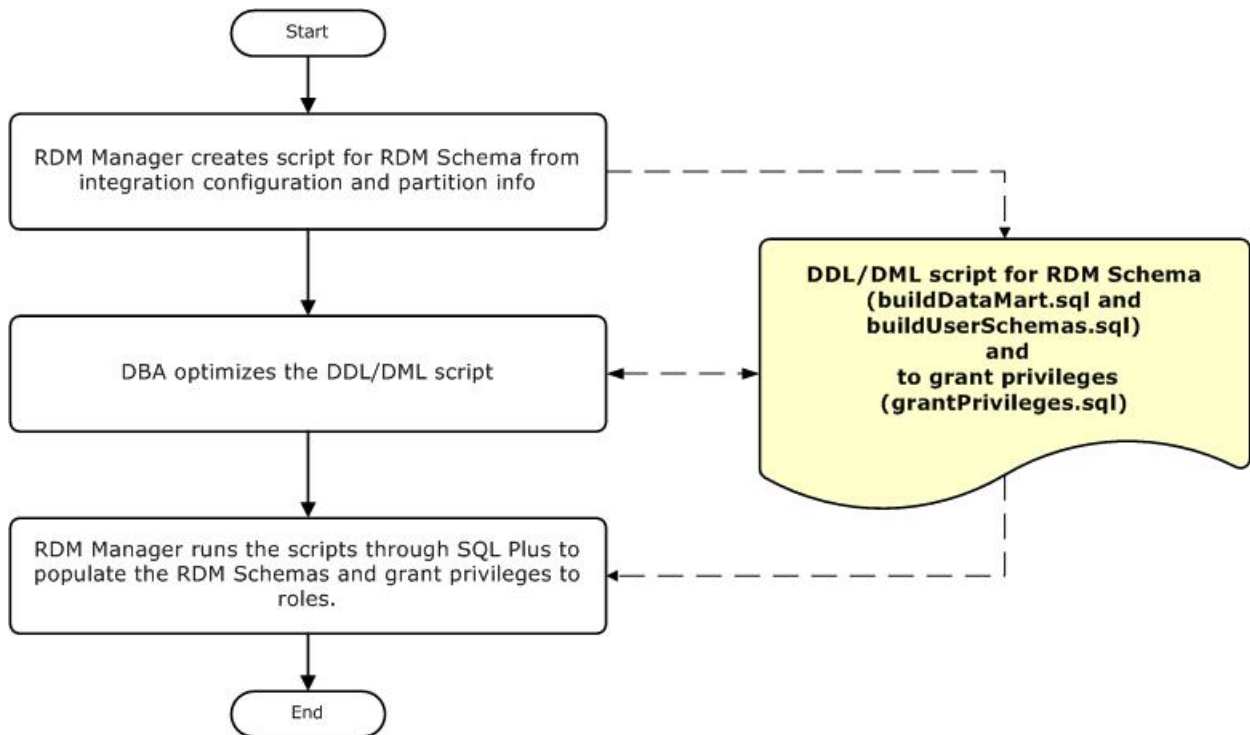 Start
RDM Manager creates script for RDM Schema from
integration configuration and partition info
DDL/DML script for RDM Schema
(buildDataMart.sql and
buildUserSchemas.sql)
and
to grant privileges
(grantPrivileges.sql)
DBA optimizes the DDL/DML script
RDM Manager runs the scripts through SQL Plus to
populate the RDM Schemas and grant privileges to
roles.
End